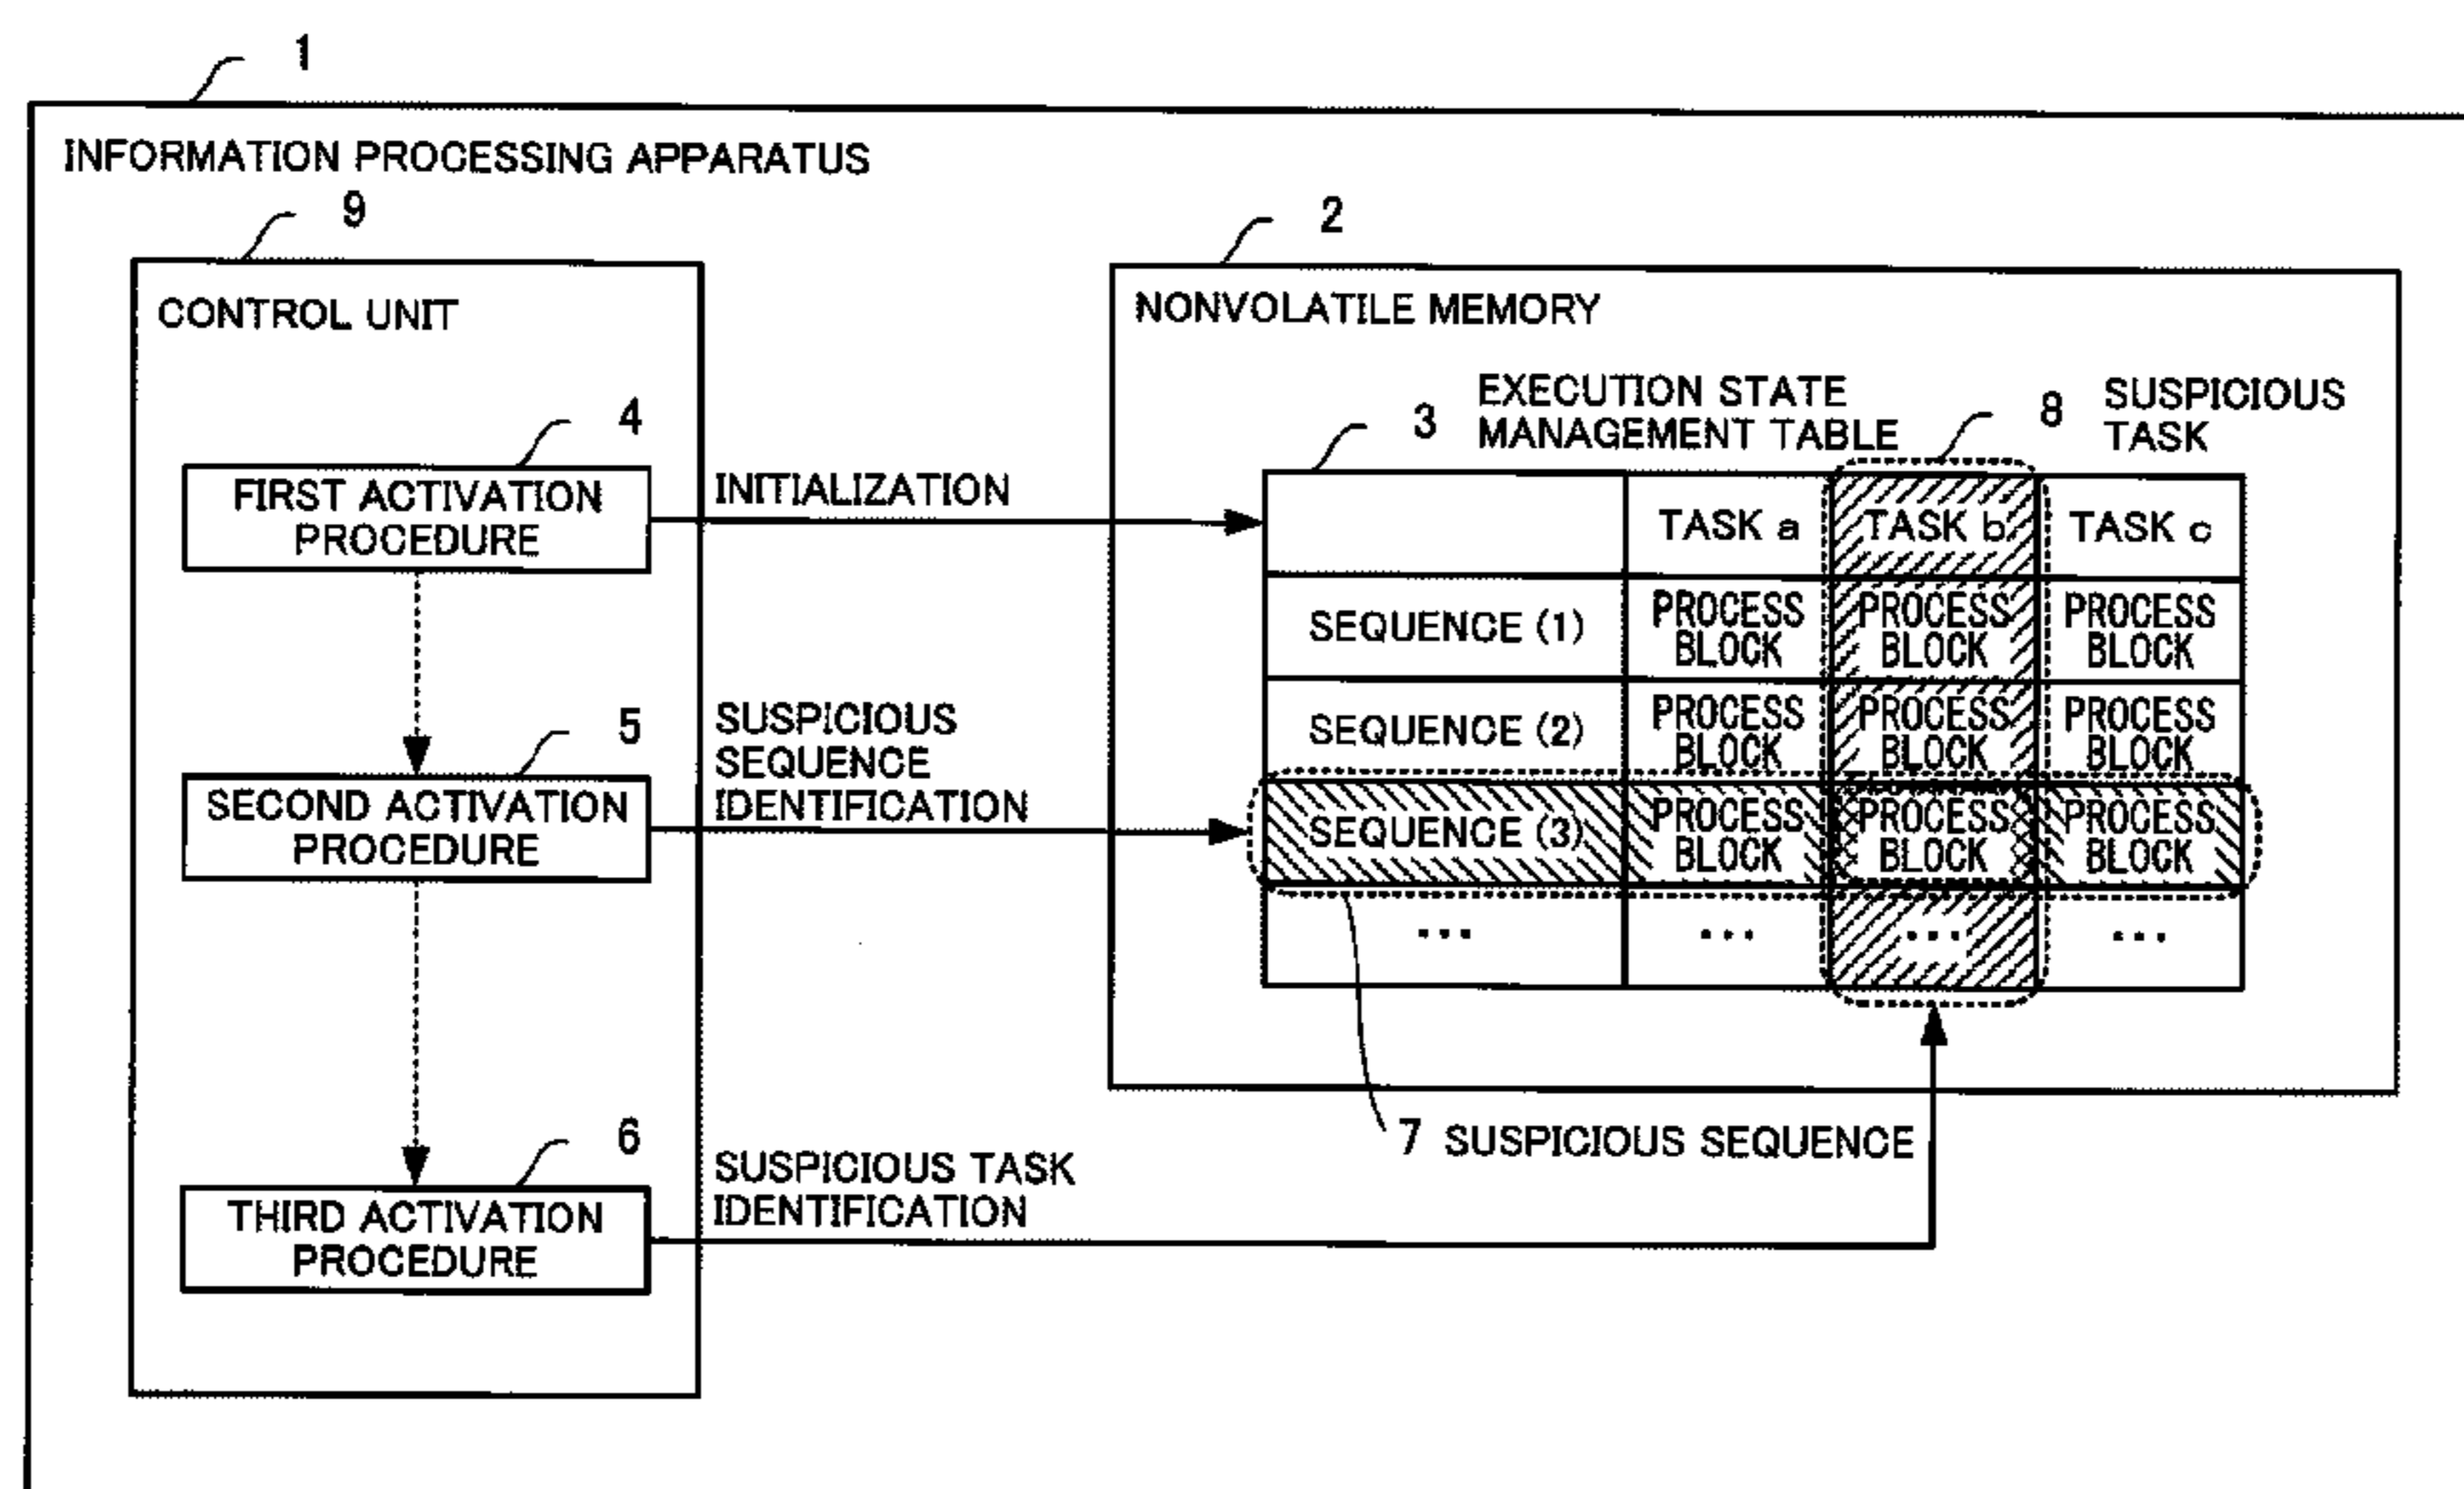 1
INFORMATION PROCESSING APPARATUS
9
CONTROL UNIT
4
FIRST ACTIVATION
PROCEDURE
5
SECOND ACTIVATION
PROCEDURE
6
THIRD ACTIVATION
PROCEDURE
INITIALIZATION
SUSPICIOUS
SEQUENCE
IDENTIFICATION
SUSPICIOUS TASK
IDENTIFICATION
2
NONVOLATILE MEMORY
3
EXECUTION STATE
MANAGEMENT TABLE
8
SUSPICIOUS
TASK
TASK a
TASK b
TASK c
SEQUENCE (1)
PROCESS
BLOCK
PROCESS
BLOCK
PROCESS
BLOCK
SEQUENCE (2)
PROCESS
BLOCK
PROCESS
BLOCK
PROCESS
BLOCK
SEQUENCE (3)
PROCESS
BLOCK
PROCESS
BLOCK
PROCESS
BLOCK
... ... ... ...
7 SUSPICIOUS SEQUENCE